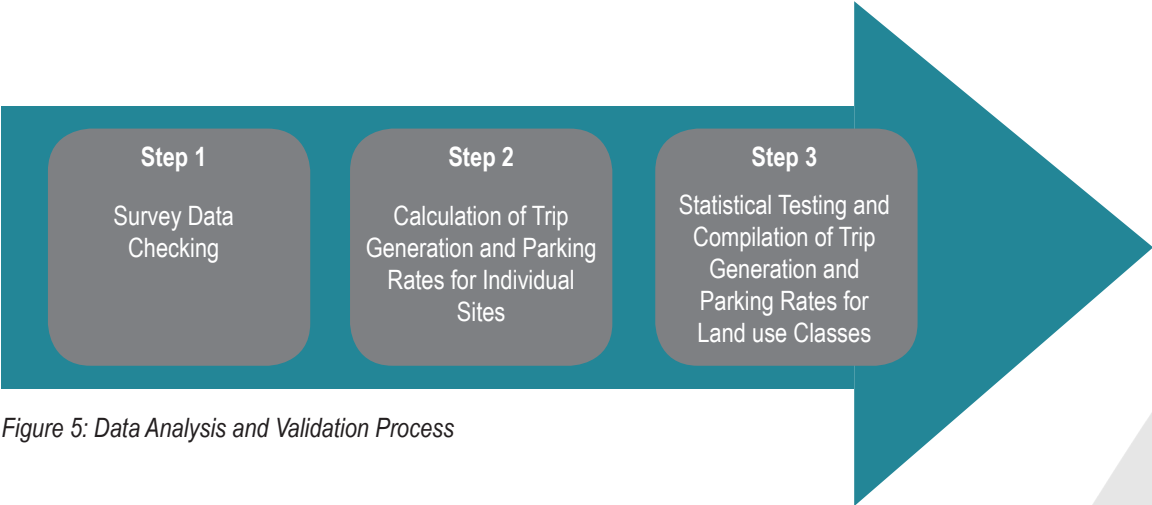 Step 1
Survey Data
Checking
Step 2
Calculation of Trip
Generation and Parking
Rates for Individual
Sites
Step 3
Statistical Testing and
Compilation of Trip
Generation and
Parking Rates for
Land use Classes
Figure 5: Data Analysis and Validation Process